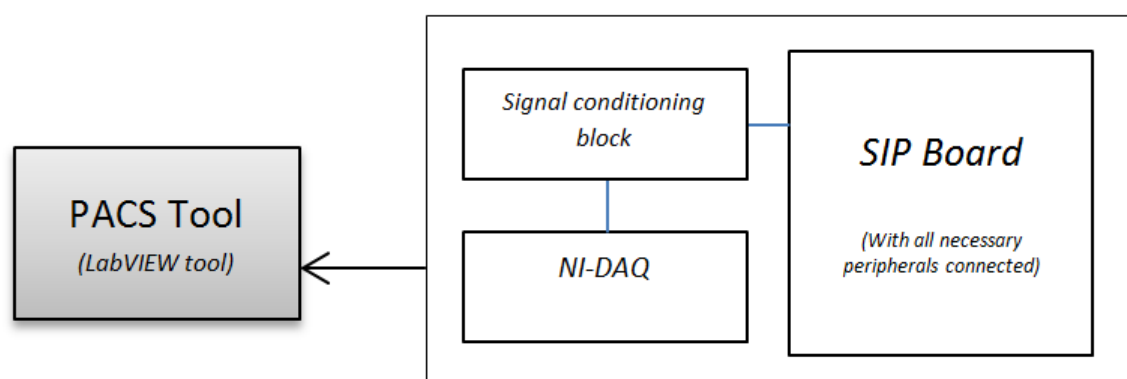 PACS Tool
(LabVIEW tool)
Signal conditioning
block
NI-DAQ
SIP Board
(With all necessary
peripherals connected)